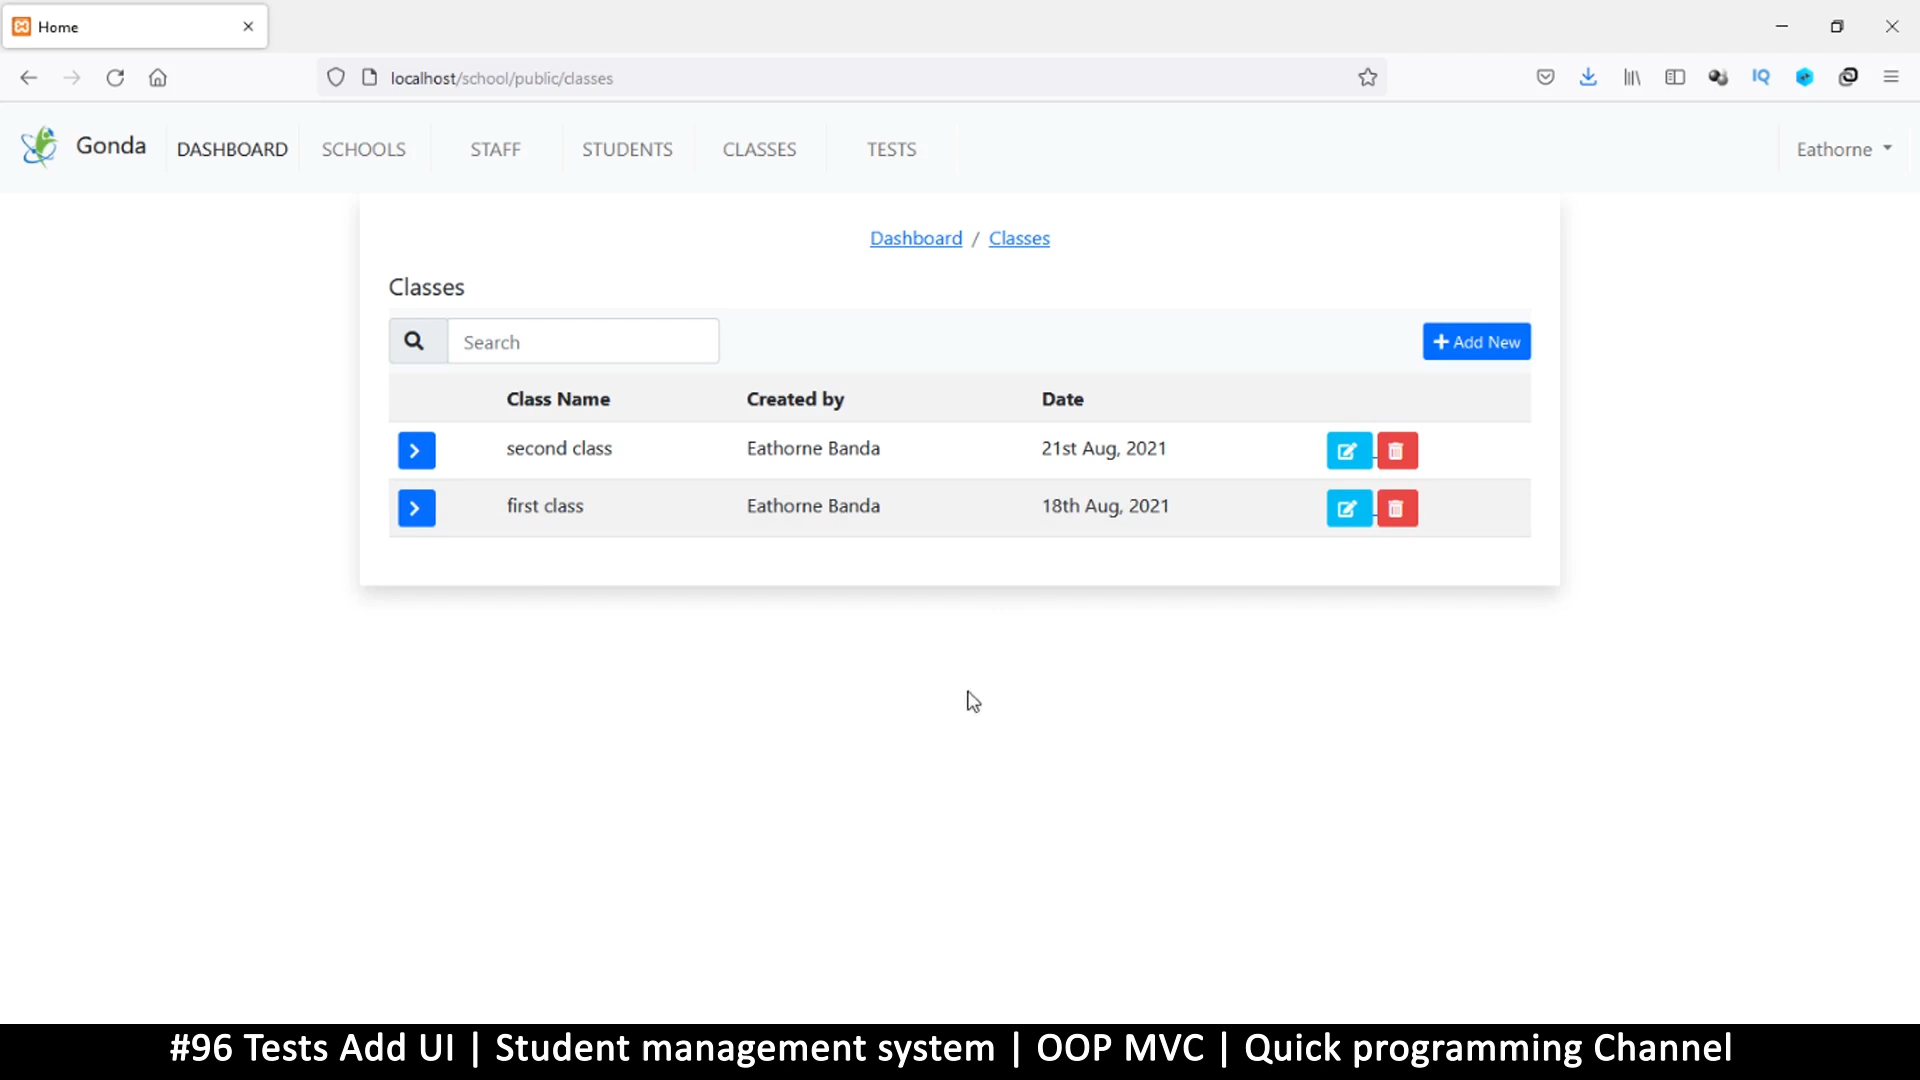 Home
localhost/school/public/classes
IQ
Gonda DASHBOARD SCHOOLS STAFF STUDENTS CLASSES TESTS Eathorne
Dashboard / Classes
Classes
Search Add New
Class Name Created by Date
second class Eathorne Banda 21st Aug, 2021
first class Eathorne Banda 18th Aug, 2021
#96 Tests Add UI | Student management system | OOP MVC | Quick programming Channel